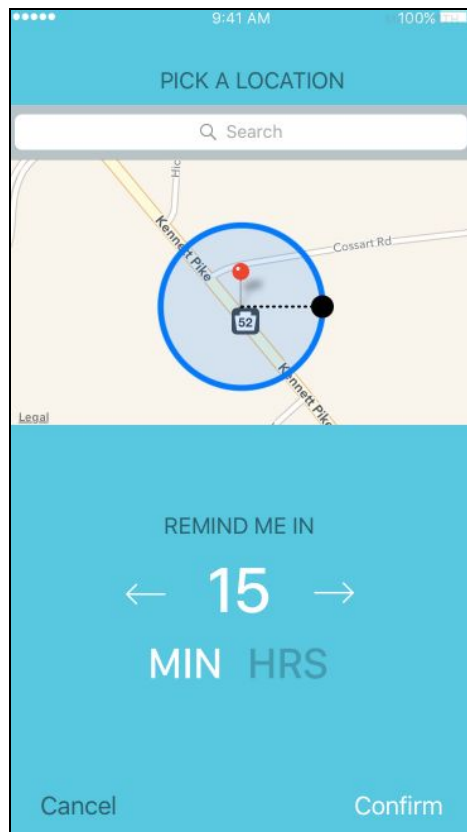 9:41 AM 100%
PICK A LOCATION
Search
Hic
Kennett Pike
Cossart Rd
52
Kennett Pike
Legal
REMIND ME IN
← 15 →
MIN HRS
Cancel Confirm